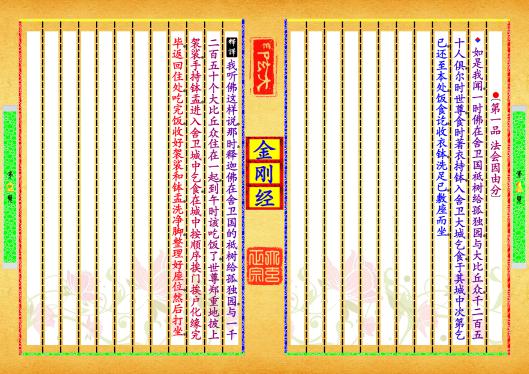 (第一品 法会因由分)
如是我闻一时佛在舍卫国祇树给孤独园与大比丘众千二百五
十人俱尔时世尊食时著衣持钵入舍卫大城乞食于其城中次第乞
已还至本处饭食讫收衣钵洗足已敷座而坐
金刚经
释译 我听佛这样说那时释迦佛在舍卫国的祇树给孤独园与一千
二百五十个大比丘众住在一起到午时该吃饭了世尊郑重地披上
袈裟手持钵盂进入舍卫城中乞食在城中按顺序挨门挨户化缘完
毕返回住处吃完饭收好袈裟和钵盂洗净脚整理好座位然后打坐